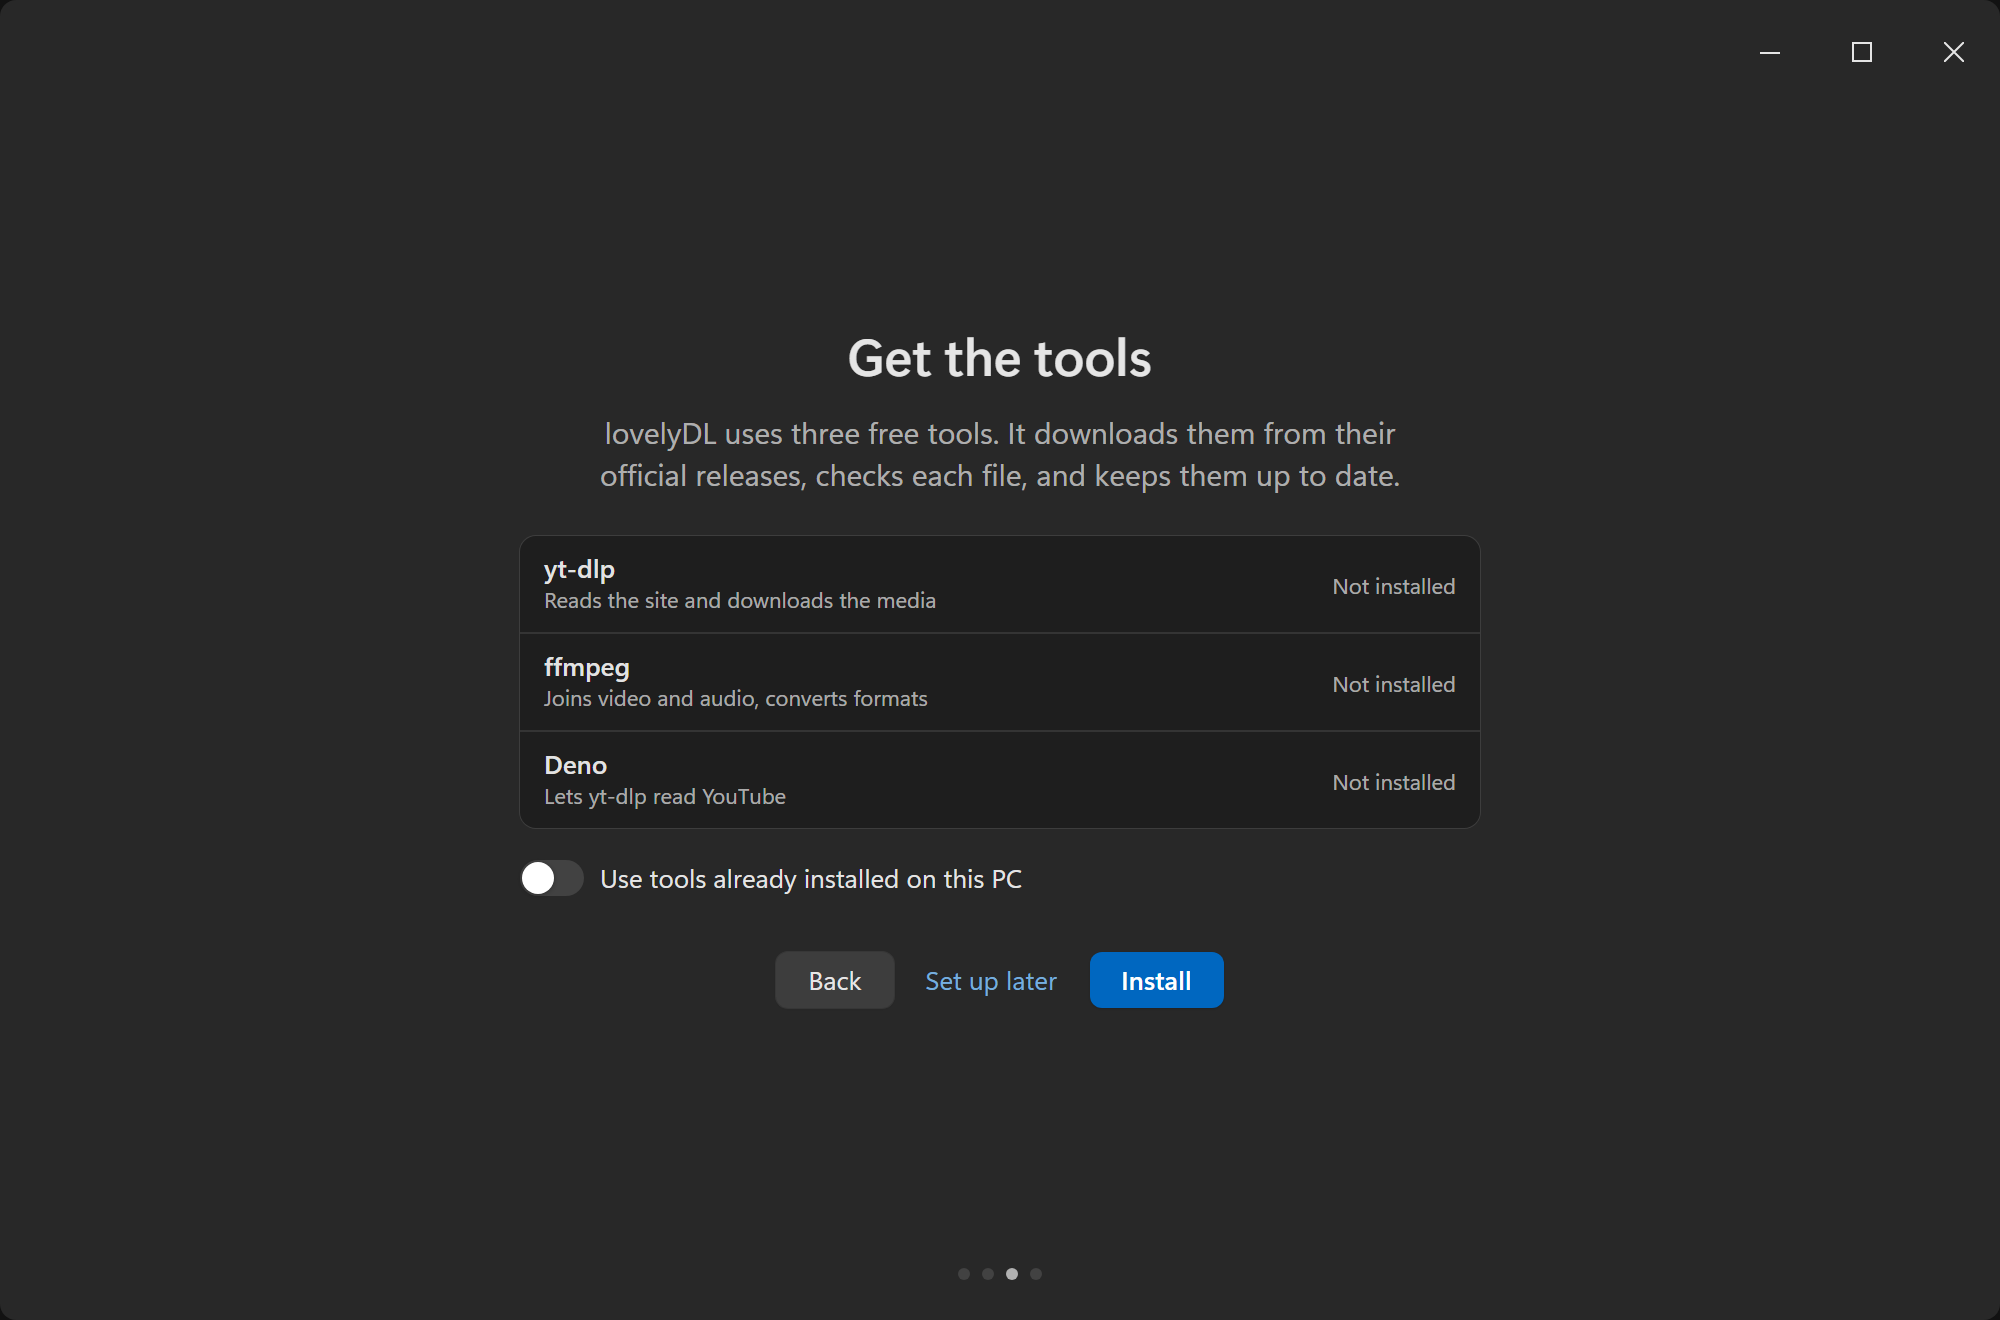 Get the tools
lovelyDL uses three free tools. It downloads them from their
official releases, checks each file, and keeps them up to date.
yt-dlp
Reads the site and downloads the media
Not installed
ffmpeg
Joins video and audio, converts formats
Not installed
Deno
Lets yt-dlp read YouTube
Not installed
Use tools already installed on this PC
Back
Set up later
Install